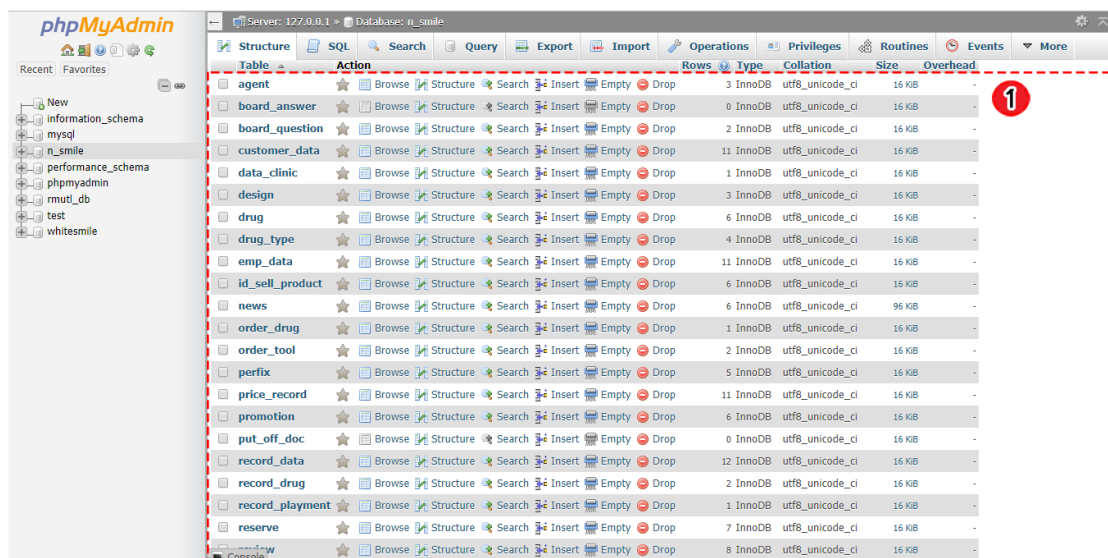 phpMyAdmin
Recent Favorites
New
information_schema
mysql
n_smile
performance_schema
phpmyadmin
rmutl_db
test
whitesmile
Server: 127.0.0.1 » Database: n_smile
Structure SQL Search Query Export Import Operations Privileges Routines Events More
Table Action Rows Type Collation Size Overhead
agent Browse Structure Search Insert Empty Drop 3 InnoDB utf8_unicode_ci 16 KiB -
board_answer Browse Structure Search Insert Empty Drop 0 InnoDB utf8_unicode_ci 16 KiB -
board_question Browse Structure Search Insert Empty Drop 2 InnoDB utf8_unicode_ci 16 KiB -
customer_data Browse Structure Search Insert Empty Drop 11 InnoDB utf8_unicode_ci 16 KiB -
data_clinic Browse Structure Search Insert Empty Drop 1 InnoDB utf8_unicode_ci 16 KiB -
design Browse Structure Search Insert Empty Drop 3 InnoDB utf8_unicode_ci 16 KiB -
drug Browse Structure Search Insert Empty Drop 6 InnoDB utf8_unicode_ci 16 KiB -
drug_type Browse Structure Search Insert Empty Drop 4 InnoDB utf8_unicode_ci 16 KiB -
emp_data Browse Structure Search Insert Empty Drop 11 InnoDB utf8_unicode_ci 16 KiB -
id_sell_product Browse Structure Search Insert Empty Drop 6 InnoDB utf8_unicode_ci 16 KiB -
news Browse Structure Search Insert Empty Drop 6 InnoDB utf8_unicode_ci 96 KiB -
order_drug Browse Structure Search Insert Empty Drop 1 InnoDB utf8_unicode_ci 16 KiB -
order_tool Browse Structure Search Insert Empty Drop 2 InnoDB utf8_unicode_ci 16 KiB -
perfix Browse Structure Search Insert Empty Drop 5 InnoDB utf8_unicode_ci 16 KiB -
price_record Browse Structure Search Insert Empty Drop 11 InnoDB utf8_unicode_ci 16 KiB -
promotion Browse Structure Search Insert Empty Drop 6 InnoDB utf8_unicode_ci 16 KiB -
put_off_doc Browse Structure Search Insert Empty Drop 0 InnoDB utf8_unicode_ci 16 KiB -
record_data Browse Structure Search Insert Empty Drop 12 InnoDB utf8_unicode_ci 16 KiB -
record_drug Browse Structure Search Insert Empty Drop 2 InnoDB utf8_unicode_ci 16 KiB -
record_playment Browse Structure Search Insert Empty Drop 1 InnoDB utf8_unicode_ci 16 KiB -
reserve Browse Structure Search Insert Empty Drop 7 InnoDB utf8_unicode_ci 16 KiB -
review Browse Structure Search Insert Empty Drop 8 InnoDB utf8_unicode_ci 16 KiB -
Console
1